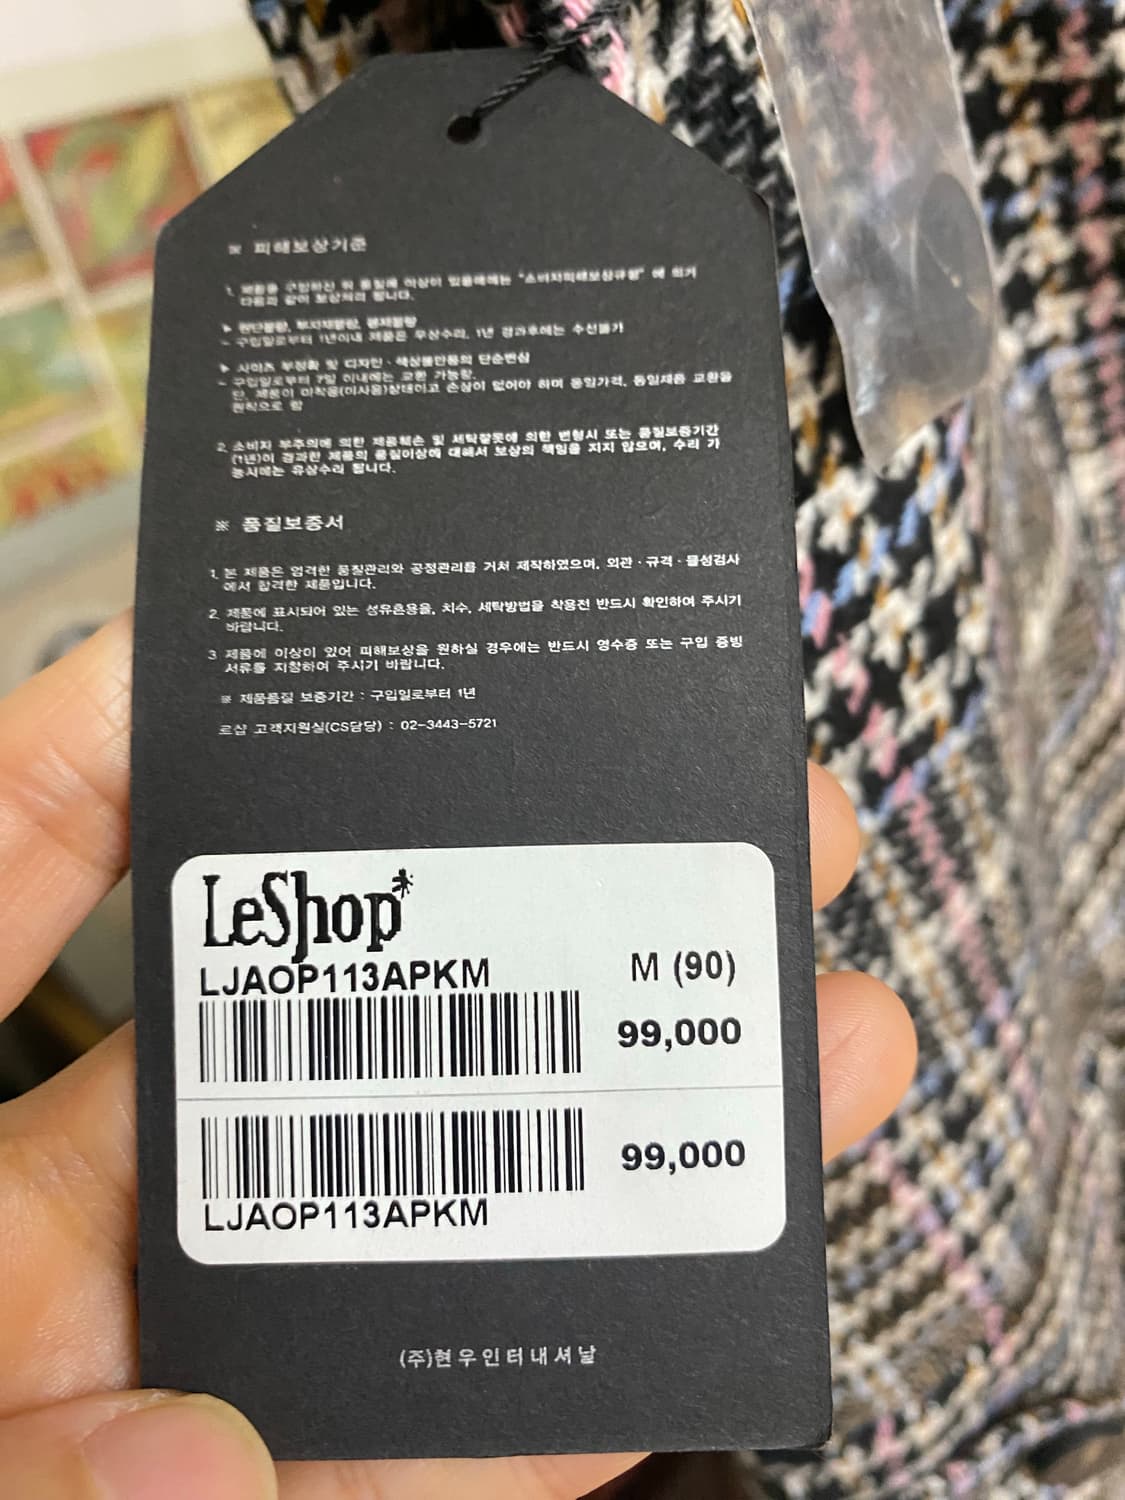 ※ 피해보상기준
1. 제품을 구입하신 뒤 품질에 이상이 있을때에는 "소비자피해보상규정" 에 의거
다음과 같이 보상처리 됩니다.
▶ 원단불량, 부자재불량, 봉제불량
- 구입일로부터 1년이내 제품은 무상수리, 1년 경과후에는 수선불가
▶ 사이즈 부정확 및 디자인 · 색상불만등의 단순변심
- 구입일로부터 7일 이내에는 교환 가능함.
단, 제품이 미착용(미사용)상태이고 손상이 없어야 하며 동일가격, 동일제품 교환을
원칙으로 함
2. 소비자 부주의에 의한 제품훼손 및 세탁잘못에 의한 변형시 또는 품질보증기간
(1년)이 경과한 제품의 품질이상에 대해서 보상의 책임을 지지 않으며, 수리 가
능시에는 유상수리 됩니다.
※ 품질보증서
1. 본 제품은 엄격한 품질관리와 공정관리를 거쳐 제작하였으며, 외관 · 규격 · 물성검사
에서 합격한 제품입니다.
2. 제품에 표시되어 있는 섬유혼용율, 치수, 세탁방법을 착용전 반드시 확인하여 주시기
바랍니다.
3. 제품에 이상이 있어 피해보상을 원하실 경우에는 반드시 영수증 또는 구입 증빙
서류를 지참하여 주시기 바랍니다.
※ 제품품질 보증기간 : 구입일로부터 1년
르샵 고객지원실(CS담당) : 02-3443-5721
LeShop
LJAOP113APKM M (90)
99,000
99,000
LJAOP113APKM
(주)현우인터내셔날